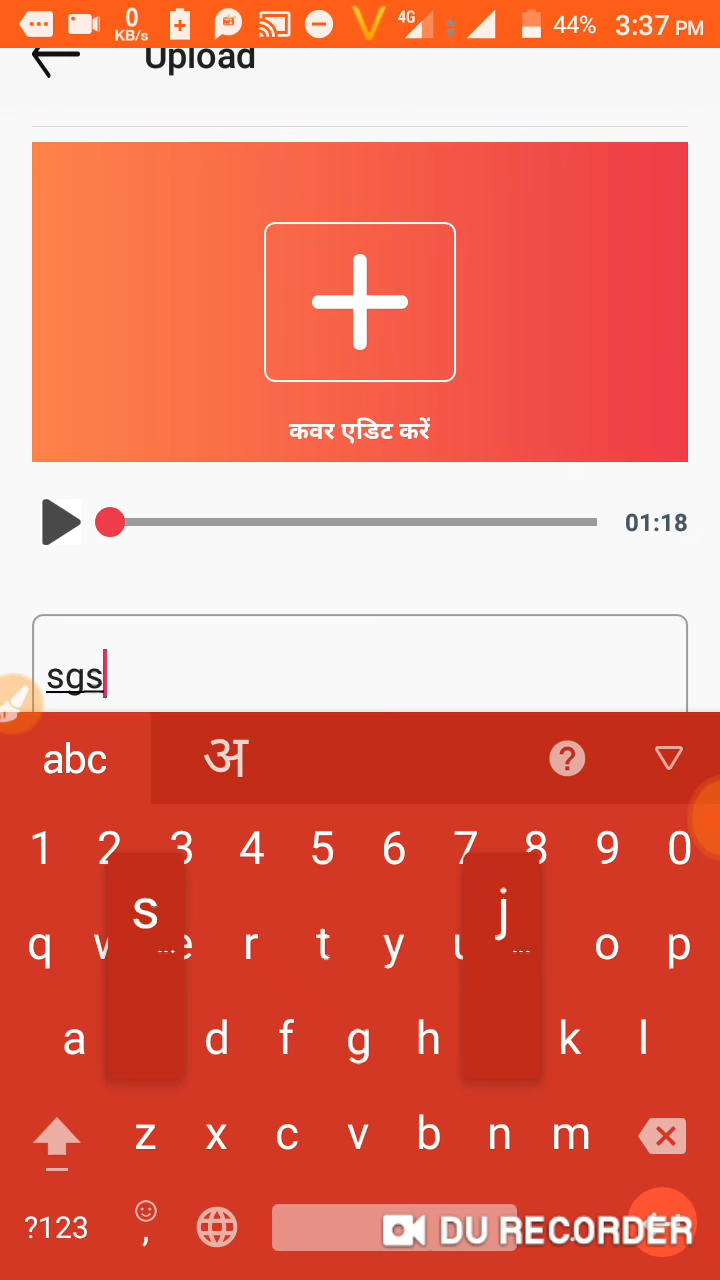 0
KB/s
4G
44%
3:37 PM
Upload
कवर एडिट करें
01:18
sgs
abc
अ
?
1 2 3 4 5 6 7 8 9 0
q w e r t y u o p
s j
a d f g h k l
z x c v b n m
?123
,
DU RECORDER